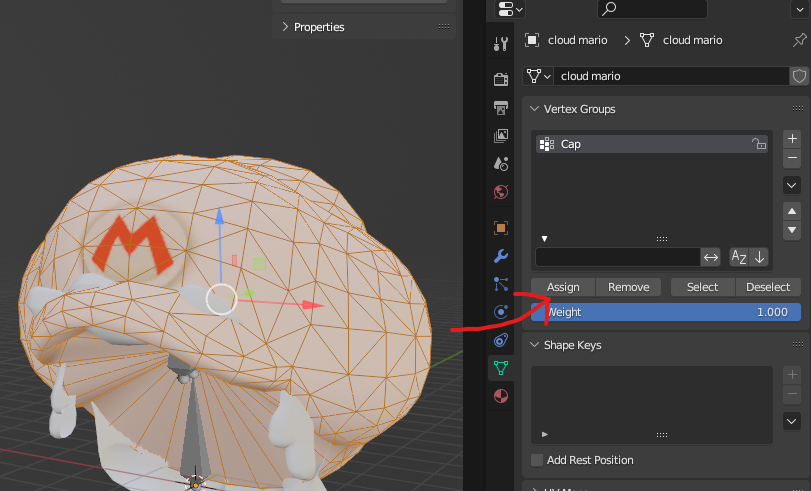 Properties
cloud mario
cloud mario
cloud mario
Vertex Groups
Cap
Assign Remove Select Deselect
Weight 1.000
Shape Keys
Add Rest Position